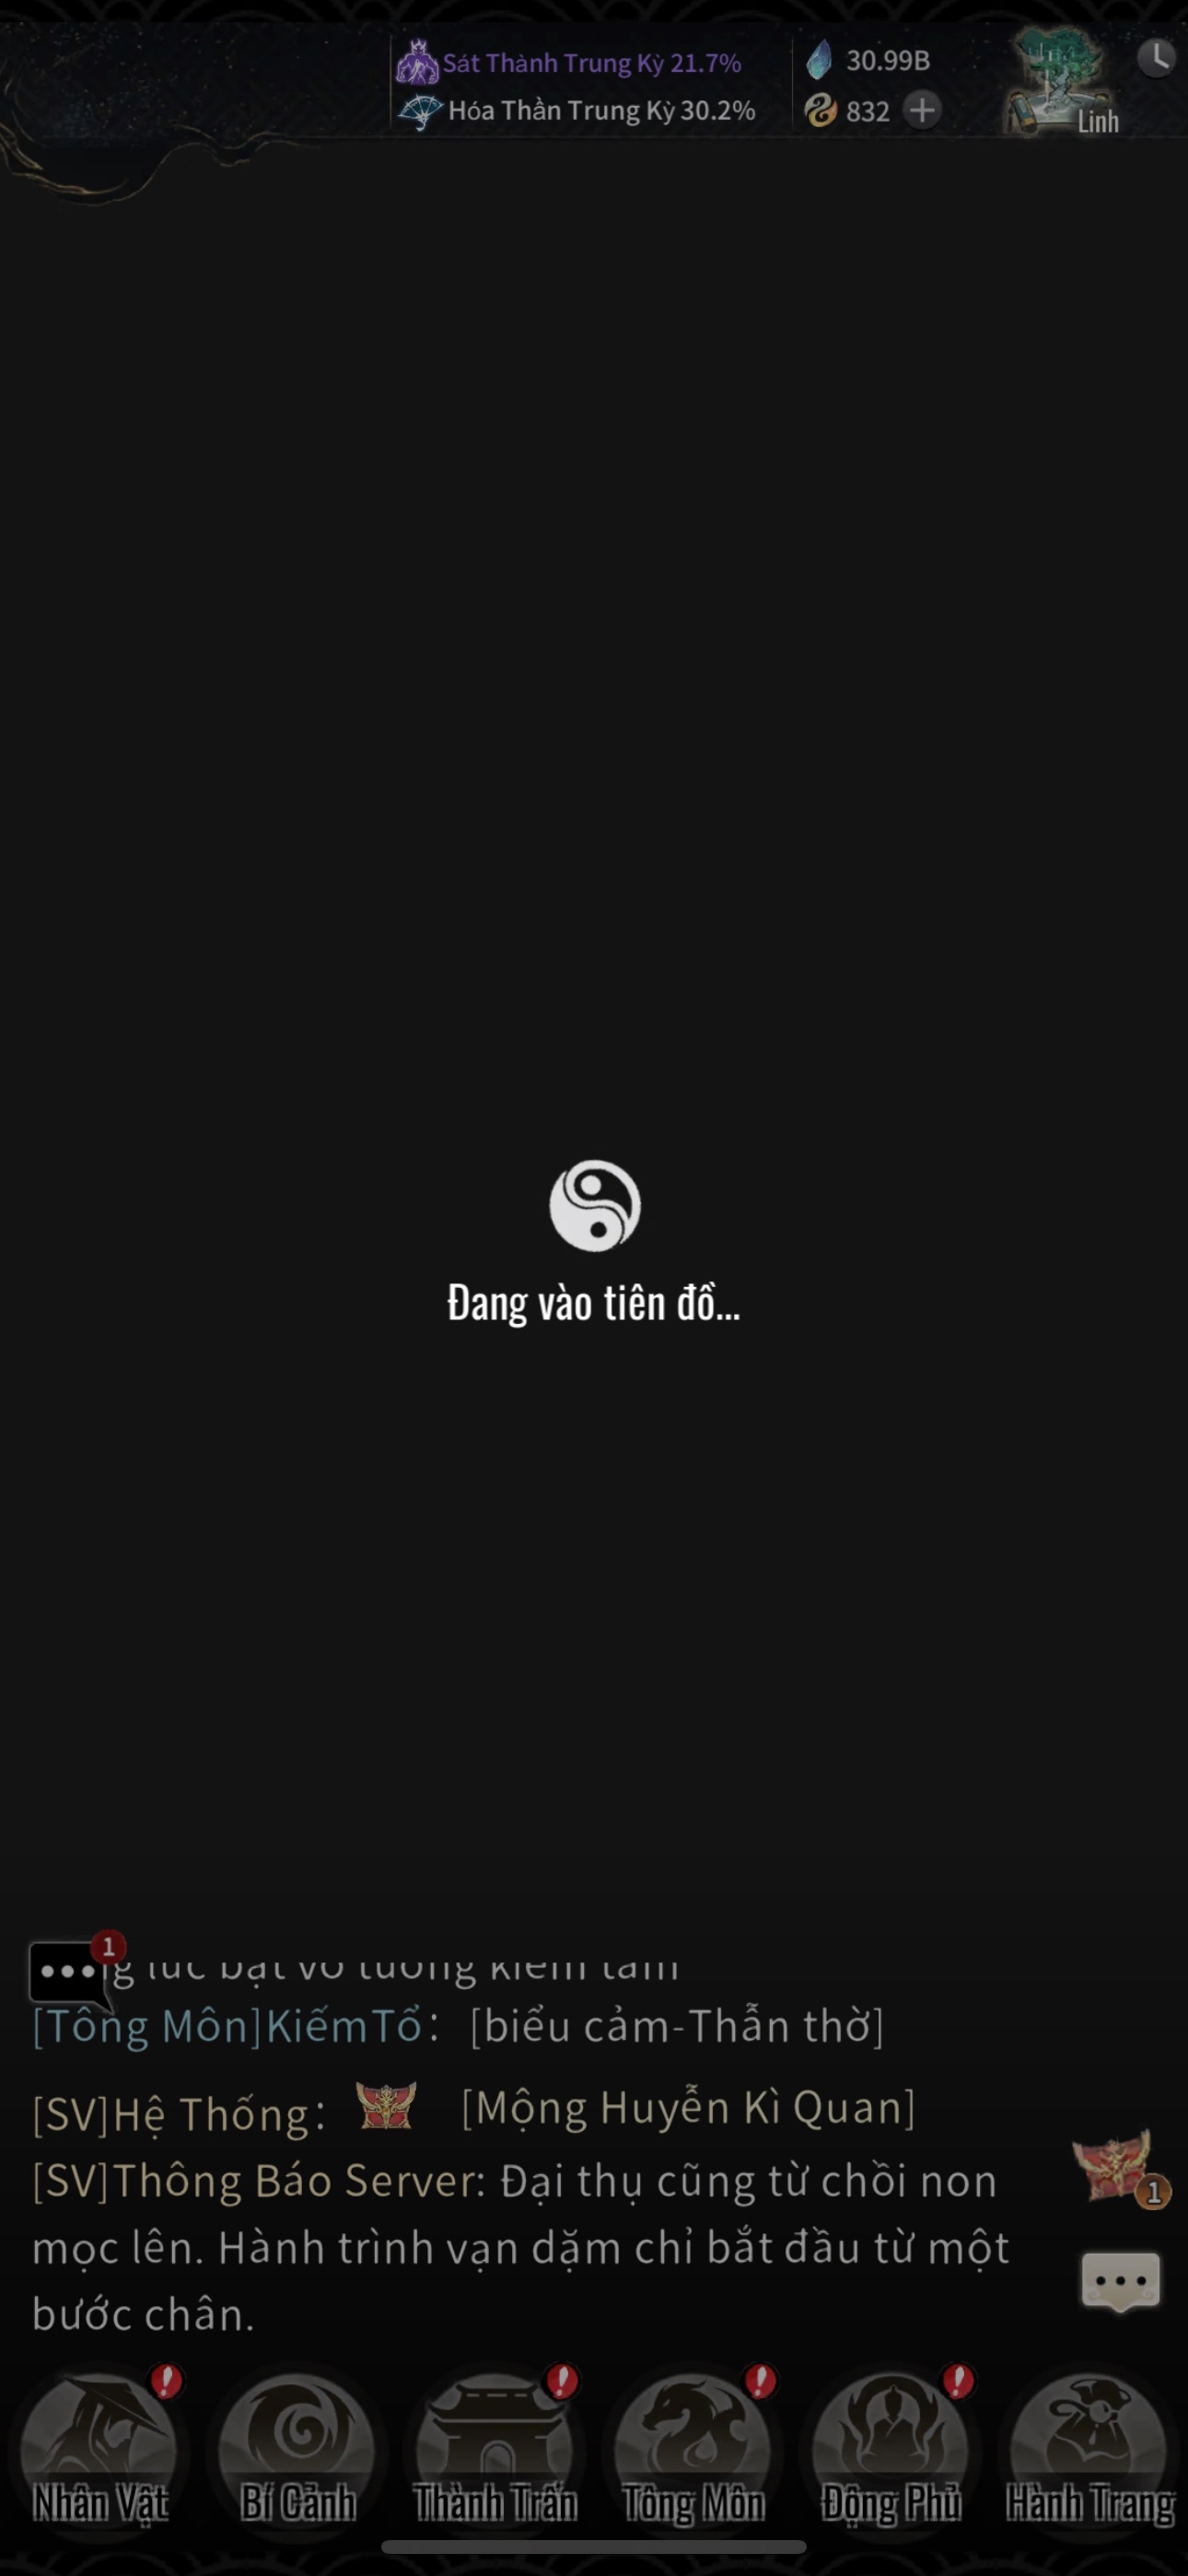 Sát Thành Trung Kỳ 21.7%
Hóa Thần Trung Kỳ 30.2%
30.99B
832
Linh
Đang vào tiên đồ...
1
[Tông Môn]KiếmTổ: [biểu cảm-Thẫn thờ]
[SV]Hệ Thống: [Mộng Huyễn Kì Quan]
[SV]Thông Báo Server: Đại thụ cũng từ chồi non
mọc lên. Hành trình vạn dặm chỉ bắt đầu từ một
bước chân.
1
Nhân Vật
Bí Cảnh
Thành Trấn
Tông Môn
Động Phủ
Hành Trang